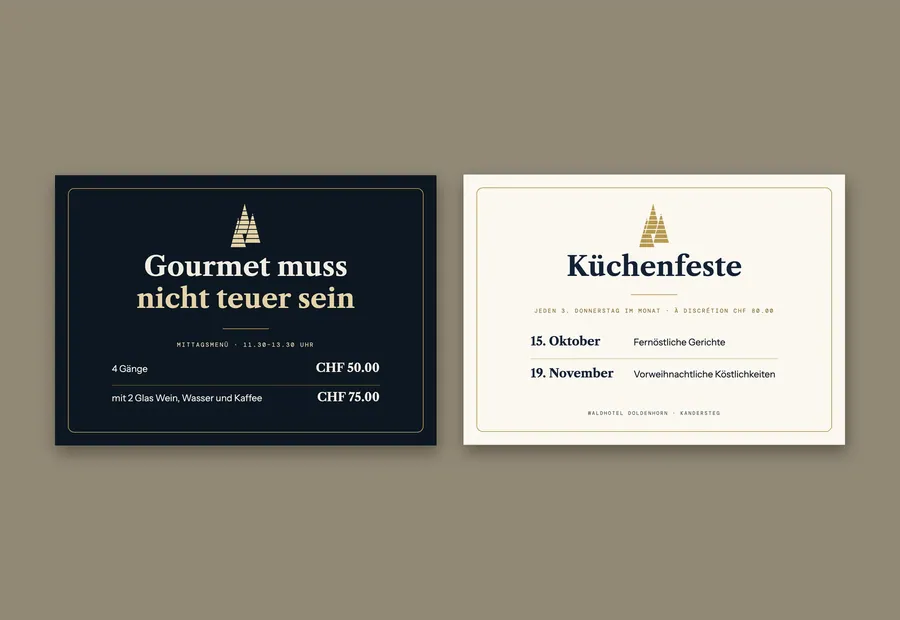 Gourmet muss
nicht teuer sein
MITTAGSMENÜ · 11.30–13.30 UHR
4 Gänge CHF 50.00
mit 2 Glas Wein, Wasser und Kaffee CHF 75.00
Küchenfeste
JEDEN 3. DONNERSTAG IM MONAT · À DISCRÉTION CHF 60.00
15. Oktober Fernöstliche Gerichte
19. November Vorweihnachtliche Köstlichkeiten
WALDHOTEL DOLDENHORN · KANDERSTEG